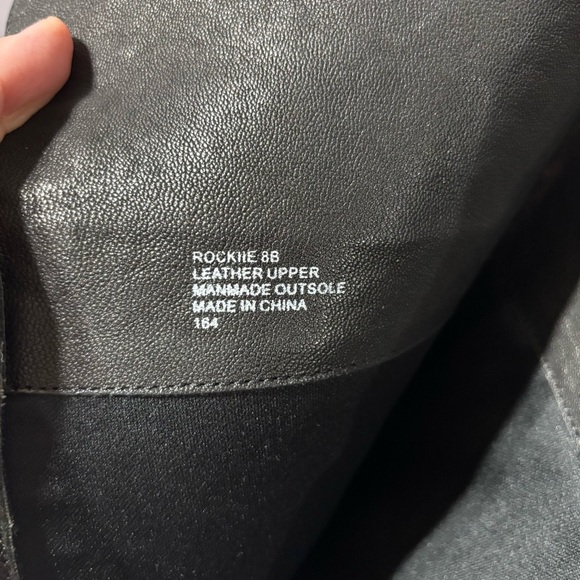 ROCKIIE 8B
LEATHER UPPER
MANMADE OUTSOLE
MADE IN CHINA
164